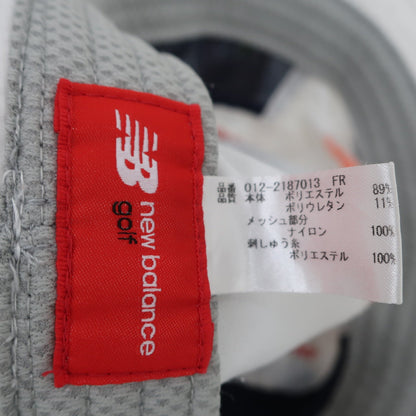 NB
new balance
golf
品番 012-2187013 FR
本体 ポリエステル 89%
ポリウレタン 11%
メッシュ部分
ナイロン 100%
刺しゅう糸
ポリエステル 100%